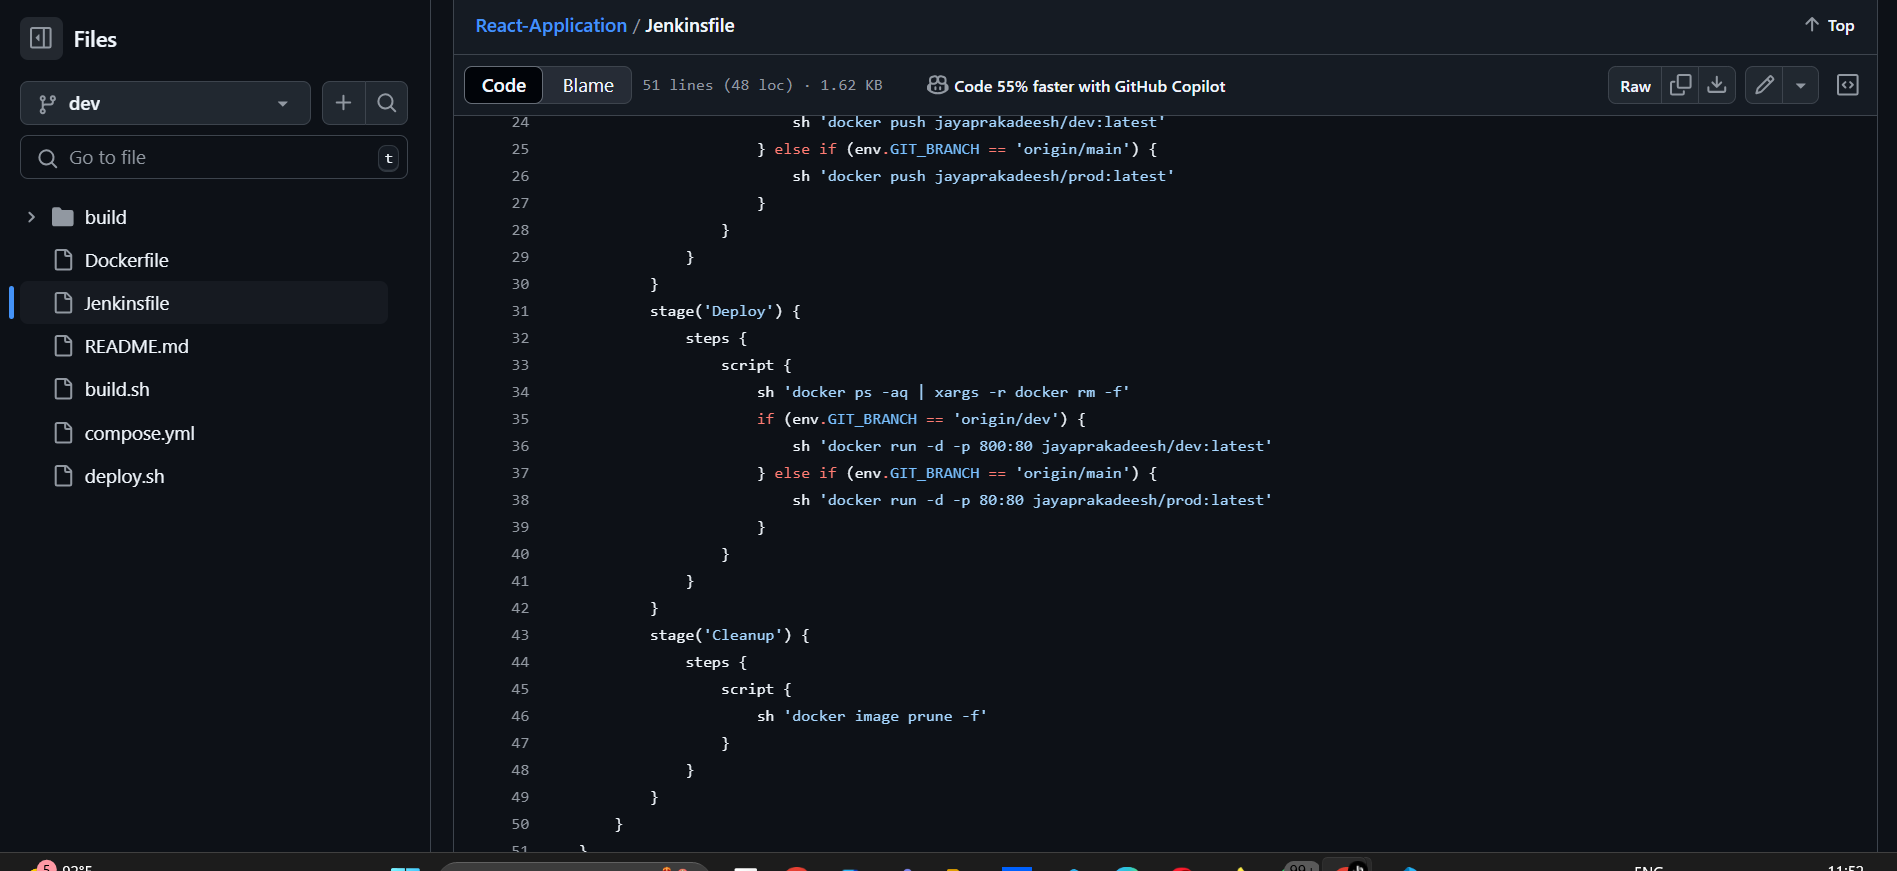 Files
dev
Go to file
t
build
Dockerfile
Jenkinsfile
README.md
build.sh
compose.yml
deploy.sh
React-Application / Jenkinsfile
Top
Code Blame 51 lines (48 loc) · 1.62 KB Code 55% faster with GitHub Copilot Raw
24 sh 'docker push jayaprakadeesh/dev:latest'
25 } else if (env.GIT_BRANCH == 'origin/main') {
26 sh 'docker push jayaprakadeesh/prod:latest'
27 }
28 }
29 }
30 }
31 stage('Deploy') {
32 steps {
33 script {
34 sh 'docker ps -aq | xargs -r docker rm -f'
35 if (env.GIT_BRANCH == 'origin/dev') {
36 sh 'docker run -d -p 800:80 jayaprakadeesh/dev:latest'
37 } else if (env.GIT_BRANCH == 'origin/main') {
38 sh 'docker run -d -p 80:80 jayaprakadeesh/prod:latest'
39 }
40 }
41 }
42 }
43 stage('Cleanup') {
44 steps {
45 script {
46 sh 'docker image prune -f'
47 }
48 }
49 }
50 }
51 }
5 92°F
99+
ENG
11:52